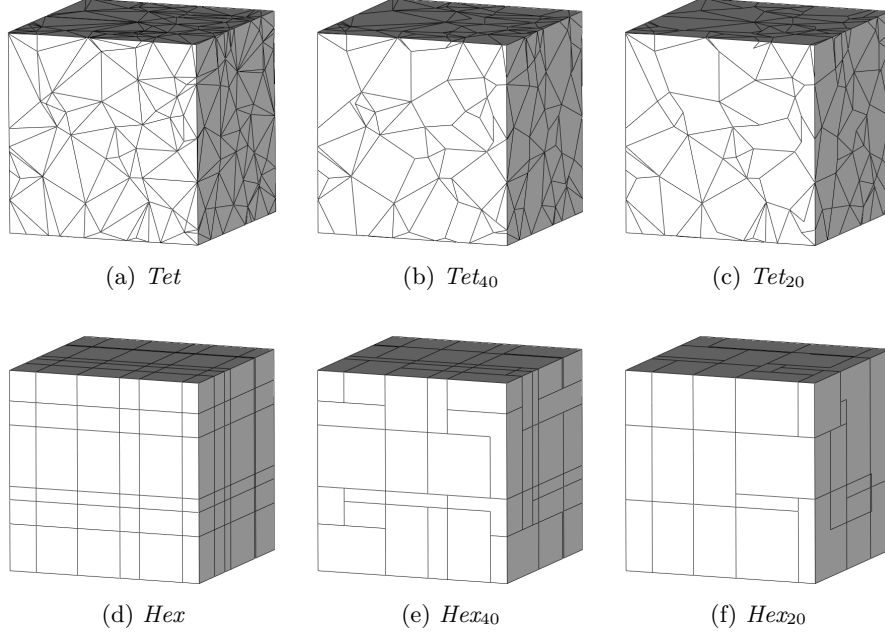 (a) Tet
(b) Tet₄₀
(c) Tet₂₀
(d) Hex
(e) Hex₄₀
(f) Hex₂₀